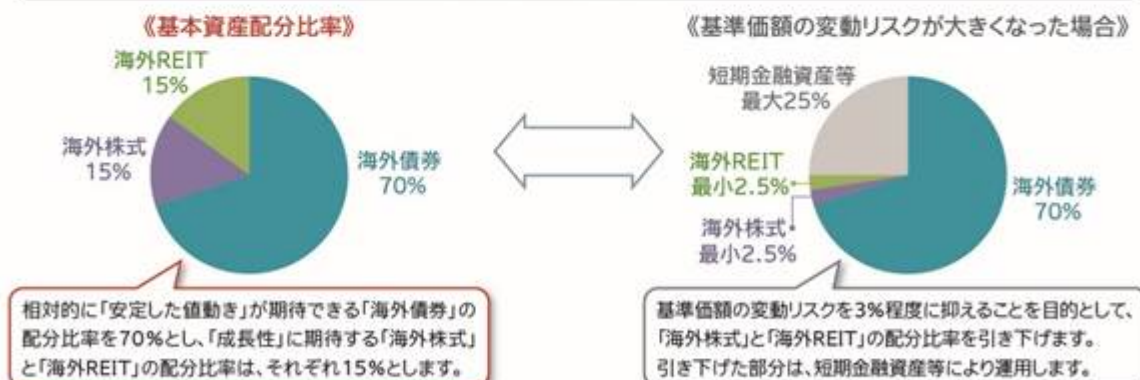 《基本資産配分比率》
海外REIT
15%
海外株式
15%
海外債券
70%
相対的に「安定した値動き」が期待できる「海外債券」の
配分比率を70%とし、「成長性」に期待する「海外株式」
と「海外REIT」の配分比率は、それぞれ15%とします。
《基準価額の変動リスクが大きくなった場合》
短期金融資産等
最大25%
海外REIT
最小2.5%
海外株式
最小2.5%
海外債券
70%
基準価額の変動リスクを3%程度に抑えることを目的として、
「海外株式」と「海外REIT」の配分比率を引き下げます。
引き下げた部分は、短期金融資産等により運用します。